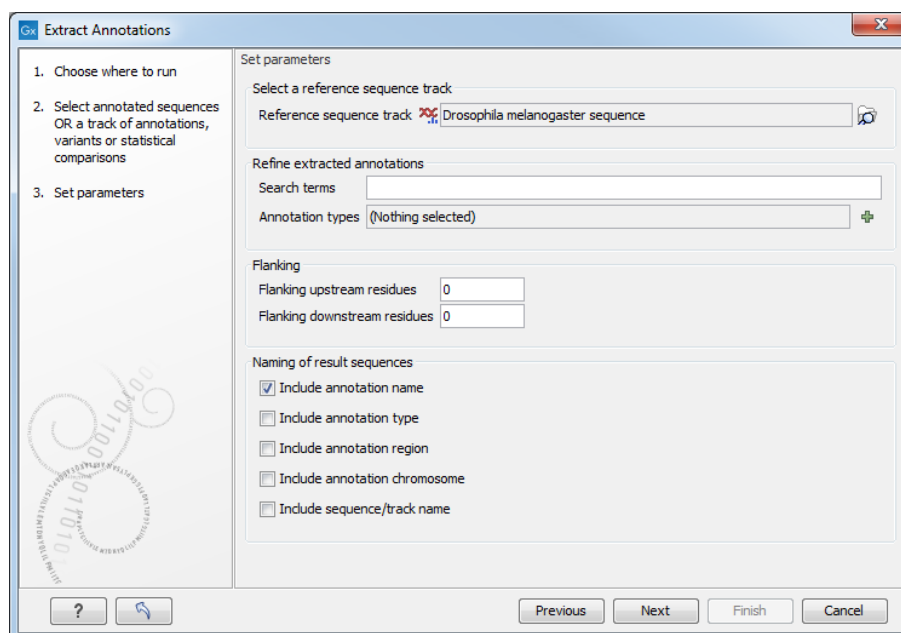 Gx Extract Annotations
X
1. Choose where to run
2. Select annotated sequences
OR a track of annotations,
variants or statistical
comparisons
3. Set parameters
Set parameters
Select a reference sequence track
Reference sequence track Drosophila melanogaster sequence
Refine extracted annotations
Search terms
Annotation types (Nothing selected)
Flanking
Flanking upstream residues 0
Flanking downstream residues 0
Naming of result sequences
Include annotation name
Include annotation type
Include annotation region
Include annotation chromosome
Include sequence/track name
? Previous Next Finish Cancel